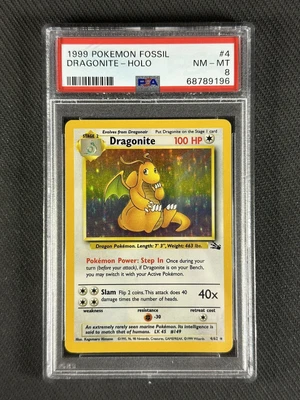 1999 POKEMON FOSSIL #4
DRAGONITE-HOLO NM-MT
PSA 8
68789196
STAGE 2
Evolves from Dragonair Put Dragonite on the Stage 1 card
Dragonite 100 HP
Dragon Pokémon. Length: 7' 3", Weight: 463 lbs.
Pokémon Power: Step In Once during your
turn (before your attack), if Dragonite is on your Bench,
you may switch it with your Active Pokémon.
Slam Flip 2 coins. This attack does 40
damage times the number of heads. 40x
weakness resistance retreat cost
-30
An extremely rarely seen marine Pokémon. Its intelligence is
said to match that of humans. LV. 45 #149
4/62